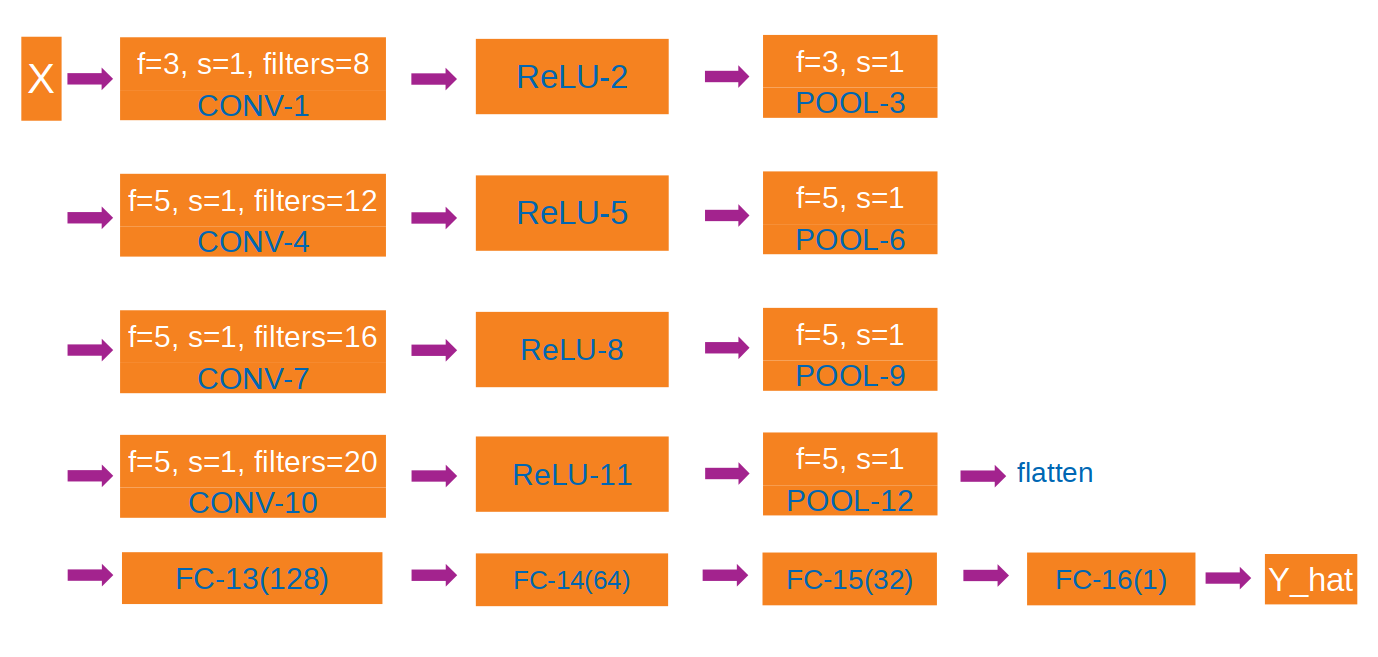 X
f=3, s=1, filters=8
CONV-1
ReLU-2
f=3, s=1
POOL-3
f=5, s=1, filters=12
CONV-4
ReLU-5
f=5, s=1
POOL-6
f=5, s=1, filters=16
CONV-7
ReLU-8
f=5, s=1
POOL-9
f=5, s=1, filters=20
CONV-10
ReLU-11
f=5, s=1
POOL-12
flatten
FC-13(128)
FC-14(64)
FC-15(32)
FC-16(1)
Y_hat